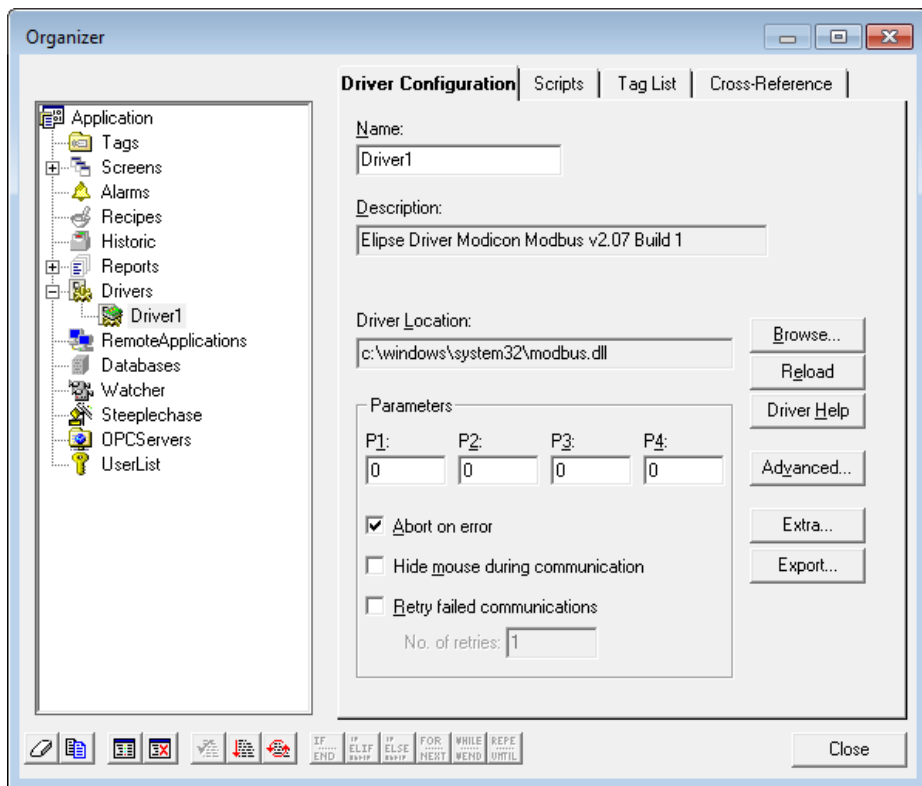 Organizer
Driver Configuration Scripts Tag List Cross-Reference
Application
Tags
Screens
Alarms
Recipes
Historic
Reports
Drivers
Driver1
RemoteApplications
Databases
Watcher
Steeplechase
OPCServers
UserList
Name:
Driver1
Description:
Elipse Driver Modicon Modbus v2.07 Build 1
Driver Location:
c:\windows\system32\modbus.dll
Browse...
Reload
Driver Help
Advanced...
Extra...
Export...
Parameters
P1: P2: P3: P4:
0 0 0 0
Abort on error
Hide mouse during communication
Retry failed communications
No. of retries: 1
IF END
IF ELIF
IF ELSE
FOR NEXT
WHILE WEND
REPE UNTIL
Close